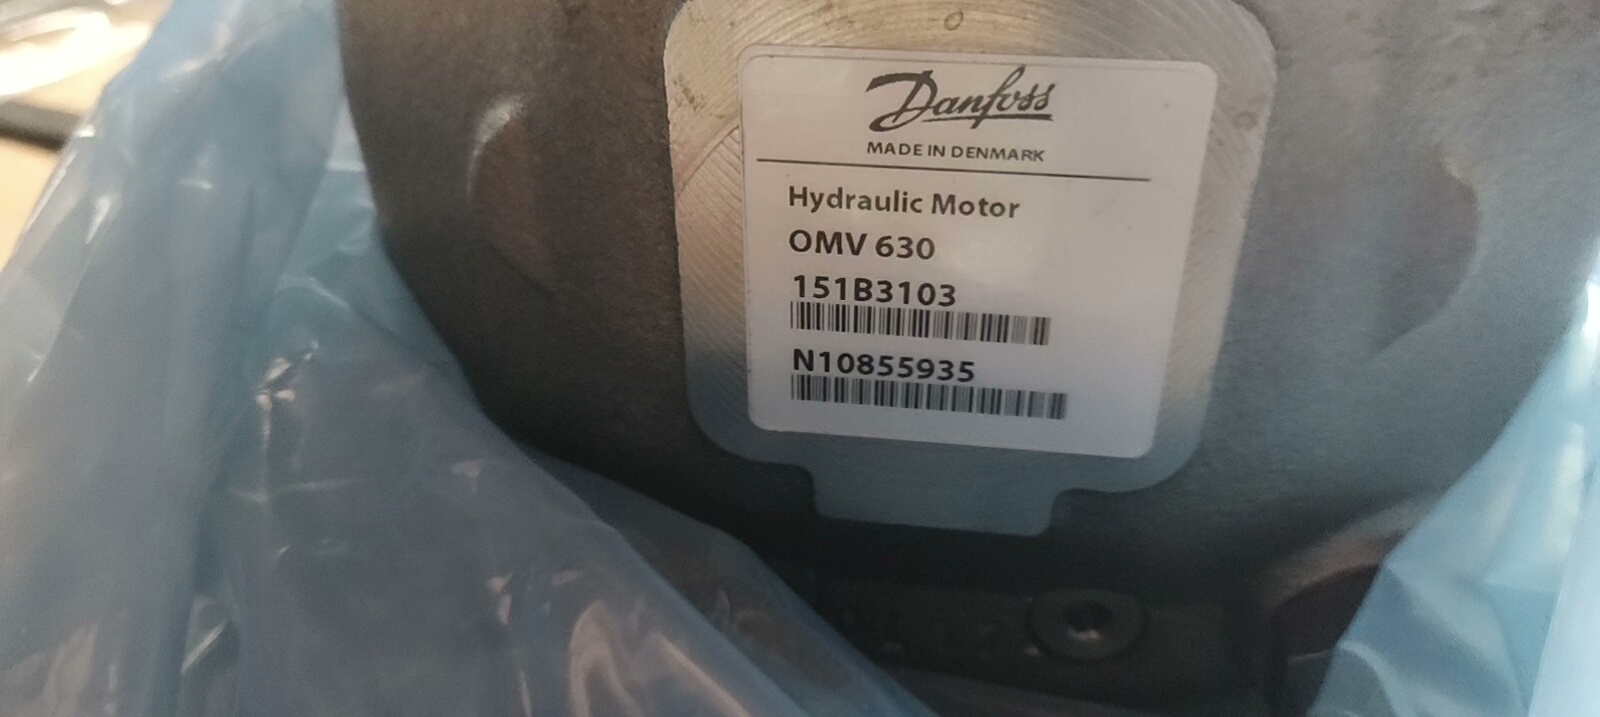 Danfoss
MADE IN DENMARK
Hydraulic Motor
OMV 630
151B3103
N10855935